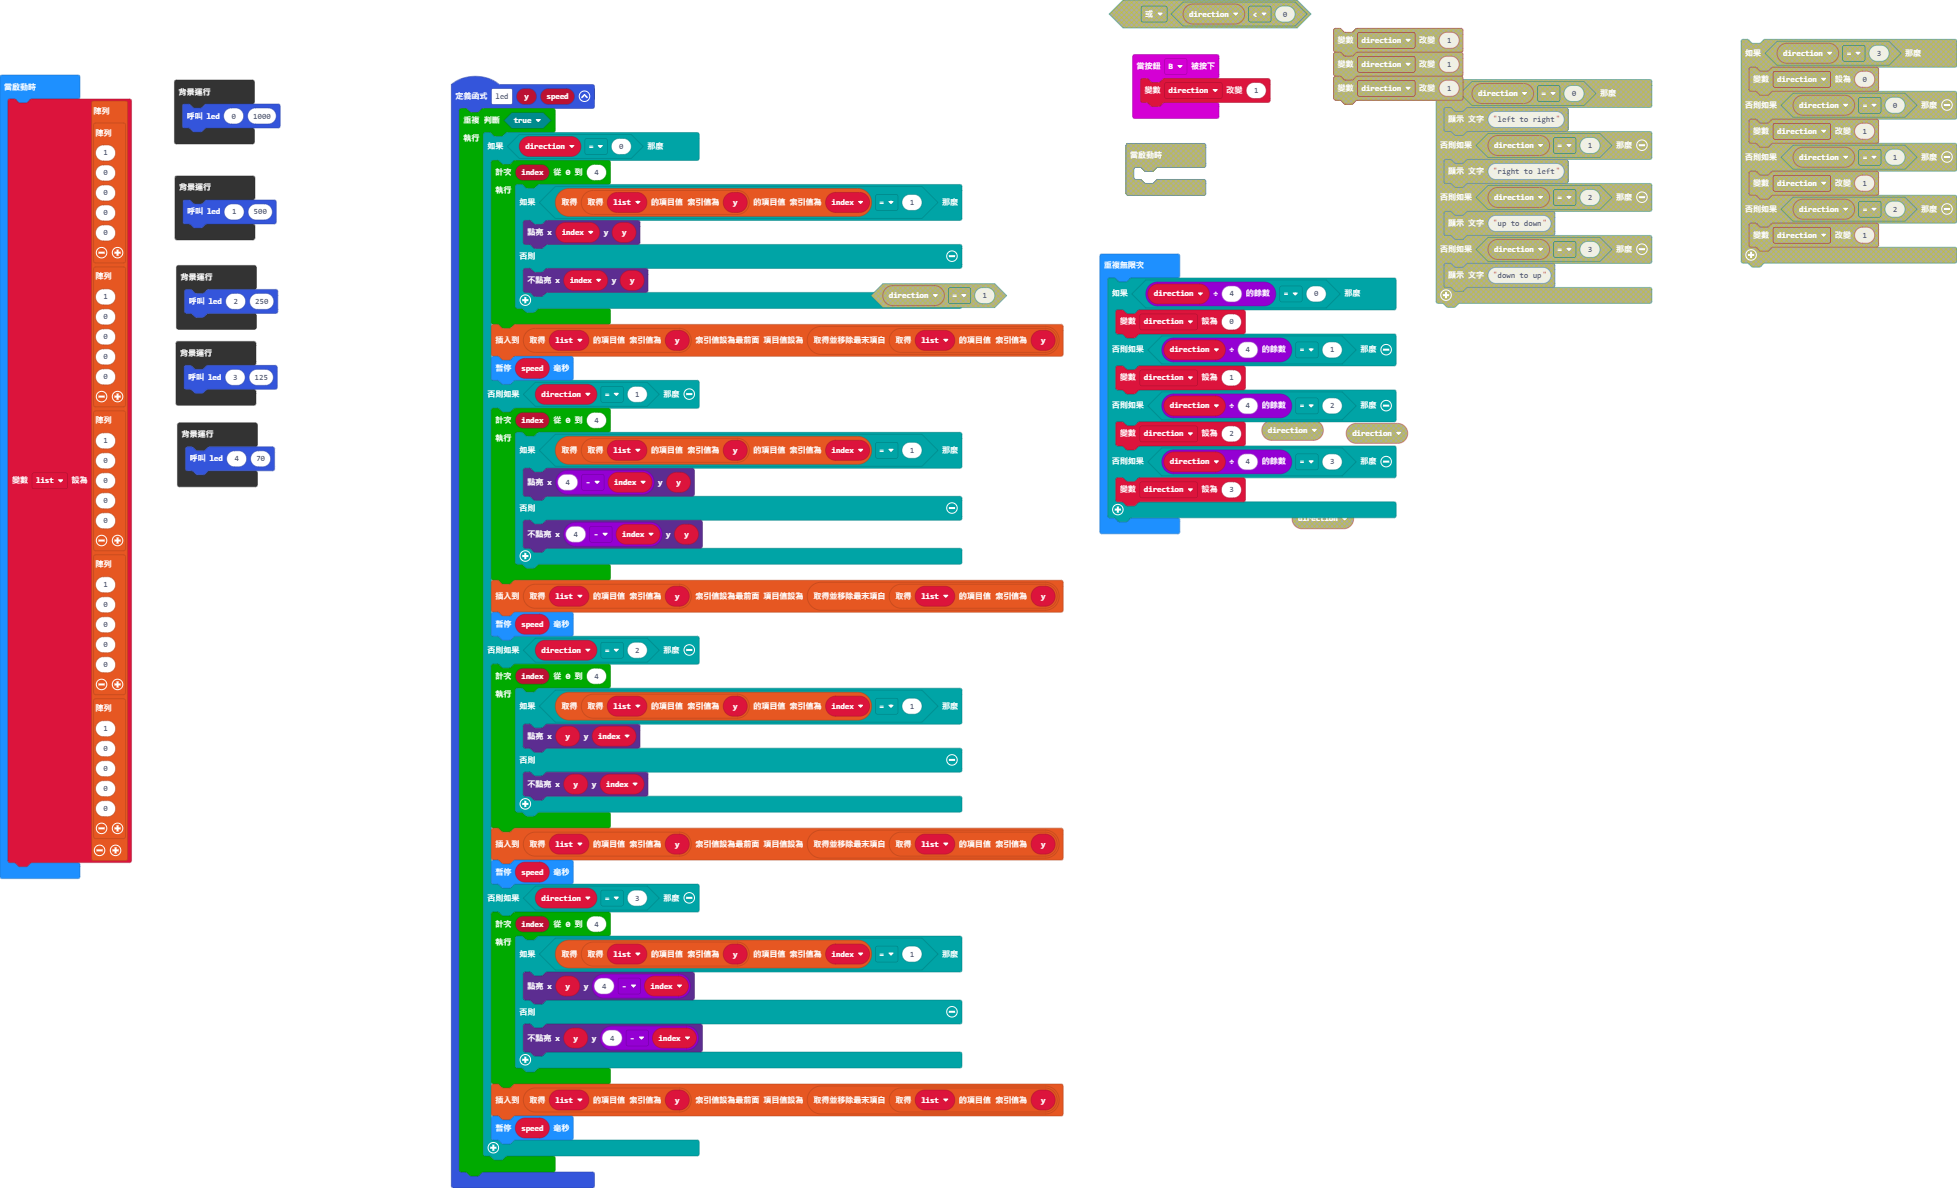 當啟動時
變數 list 設為
陣列
陣列
1
0
0
0
0
陣列
1
0
0
0
0
陣列
1
0
0
0
0
陣列
1
0
0
0
0
陣列
1
0
0
0
0
背景運行
呼叫 led 0 1000
背景運行
呼叫 led 1 500
背景運行
呼叫 led 2 250
背景運行
呼叫 led 3 125
背景運行
呼叫 led 4 70
定義函式 led y speed
重複 判斷 true
執行
如果 direction = 0 那麼
計次 index 從 0 到 4
執行
如果 取得 取得 list 的項目值 索引值為 y 的項目值 索引值為 index = 1 那麼
點亮 x index y y
否則
不點亮 x index y y
插入到 取得 list 的項目值 索引值為 y 索引值設為最前面 項目值設為 取得並移除最末項自 取得 list 的項目值 索引值為 y
暫停 speed 毫秒
否則如果 direction = 1 那麼
計次 index 從 0 到 4
執行
如果 取得 取得 list 的項目值 索引值為 y 的項目值 索引值為 index = 1 那麼
點亮 x 4 - index y y
否則
不點亮 x 4 - index y y
插入到 取得 list 的項目值 索引值為 y 索引值設為最前面 項目值設為 取得並移除最末項自 取得 list 的項目值 索引值為 y
暫停 speed 毫秒
否則如果 direction = 2 那麼
計次 index 從 0 到 4
執行
如果 取得 取得 list 的項目值 索引值為 y 的項目值 索引值為 index = 1 那麼
點亮 x y y index
否則
不點亮 x y y index
插入到 取得 list 的項目值 索引值為 y 索引值設為最前面 項目值設為 取得並移除最末項自 取得 list 的項目值 索引值為 y
暫停 speed 毫秒
否則如果 direction = 3 那麼
計次 index 從 0 到 4
執行
如果 取得 取得 list 的項目值 索引值為 y 的項目值 索引值為 index = 1 那麼
點亮 x y y 4 - index
否則
不點亮 x y y 4 - index
插入到 取得 list 的項目值 索引值為 y 索引值設為最前面 項目值設為 取得並移除最末項自 取得 list 的項目值 索引值為 y
暫停 speed 毫秒
direction = 1
或 direction < 0
當按鈕 B 被按下
變數 direction 改變 1
當啟動時
重複無限次
如果 direction ÷ 4 的餘數 = 0 那麼
變數 direction 設為 0
否則如果 direction ÷ 4 的餘數 = 1 那麼
變數 direction 設為 1
否則如果 direction ÷ 4 的餘數 = 2 那麼
變數 direction 設為 2
direction
direction
否則如果 direction ÷ 4 的餘數 = 3 那麼
變數 direction 設為 3
direction
變數 direction 改變 1
變數 direction 改變 1
變數 direction 改變 1
direction = 0 那麼
顯示 文字 "left to right"
否則如果 direction = 1 那麼
顯示 文字 "right to left"
否則如果 direction = 2 那麼
顯示 文字 "up to down"
否則如果 direction = 3 那麼
顯示 文字 "down to up"
如果 direction = 3 那麼
變數 direction 設為 0
否則如果 direction = 0 那麼
變數 direction 改變 1
否則如果 direction = 1 那麼
變數 direction 改變 1
否則如果 direction = 2 那麼
變數 direction 改變 1